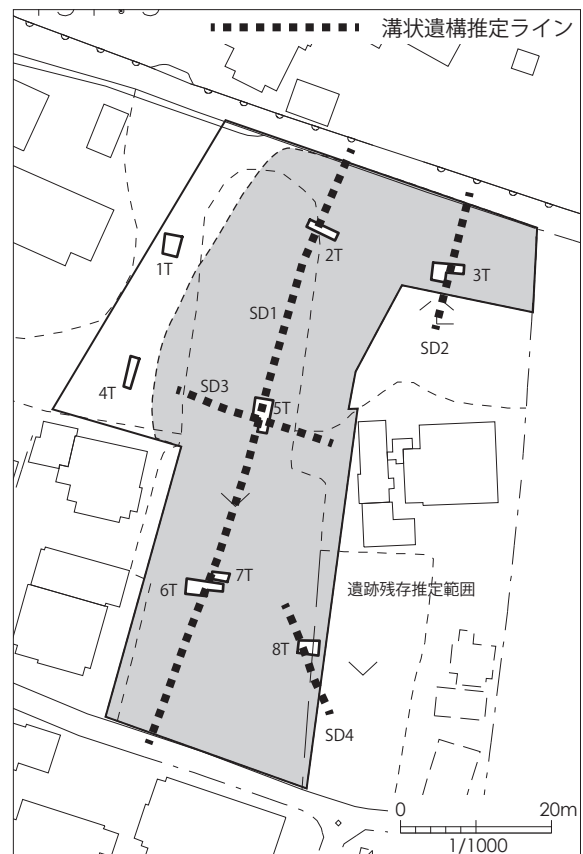 溝状遺構推定ライン
1T
2T
3T
SD1
SD2
4T
SD3
5T
7T
6T
遺跡残存推定範囲
8T
SD4
0 20m
1/1000